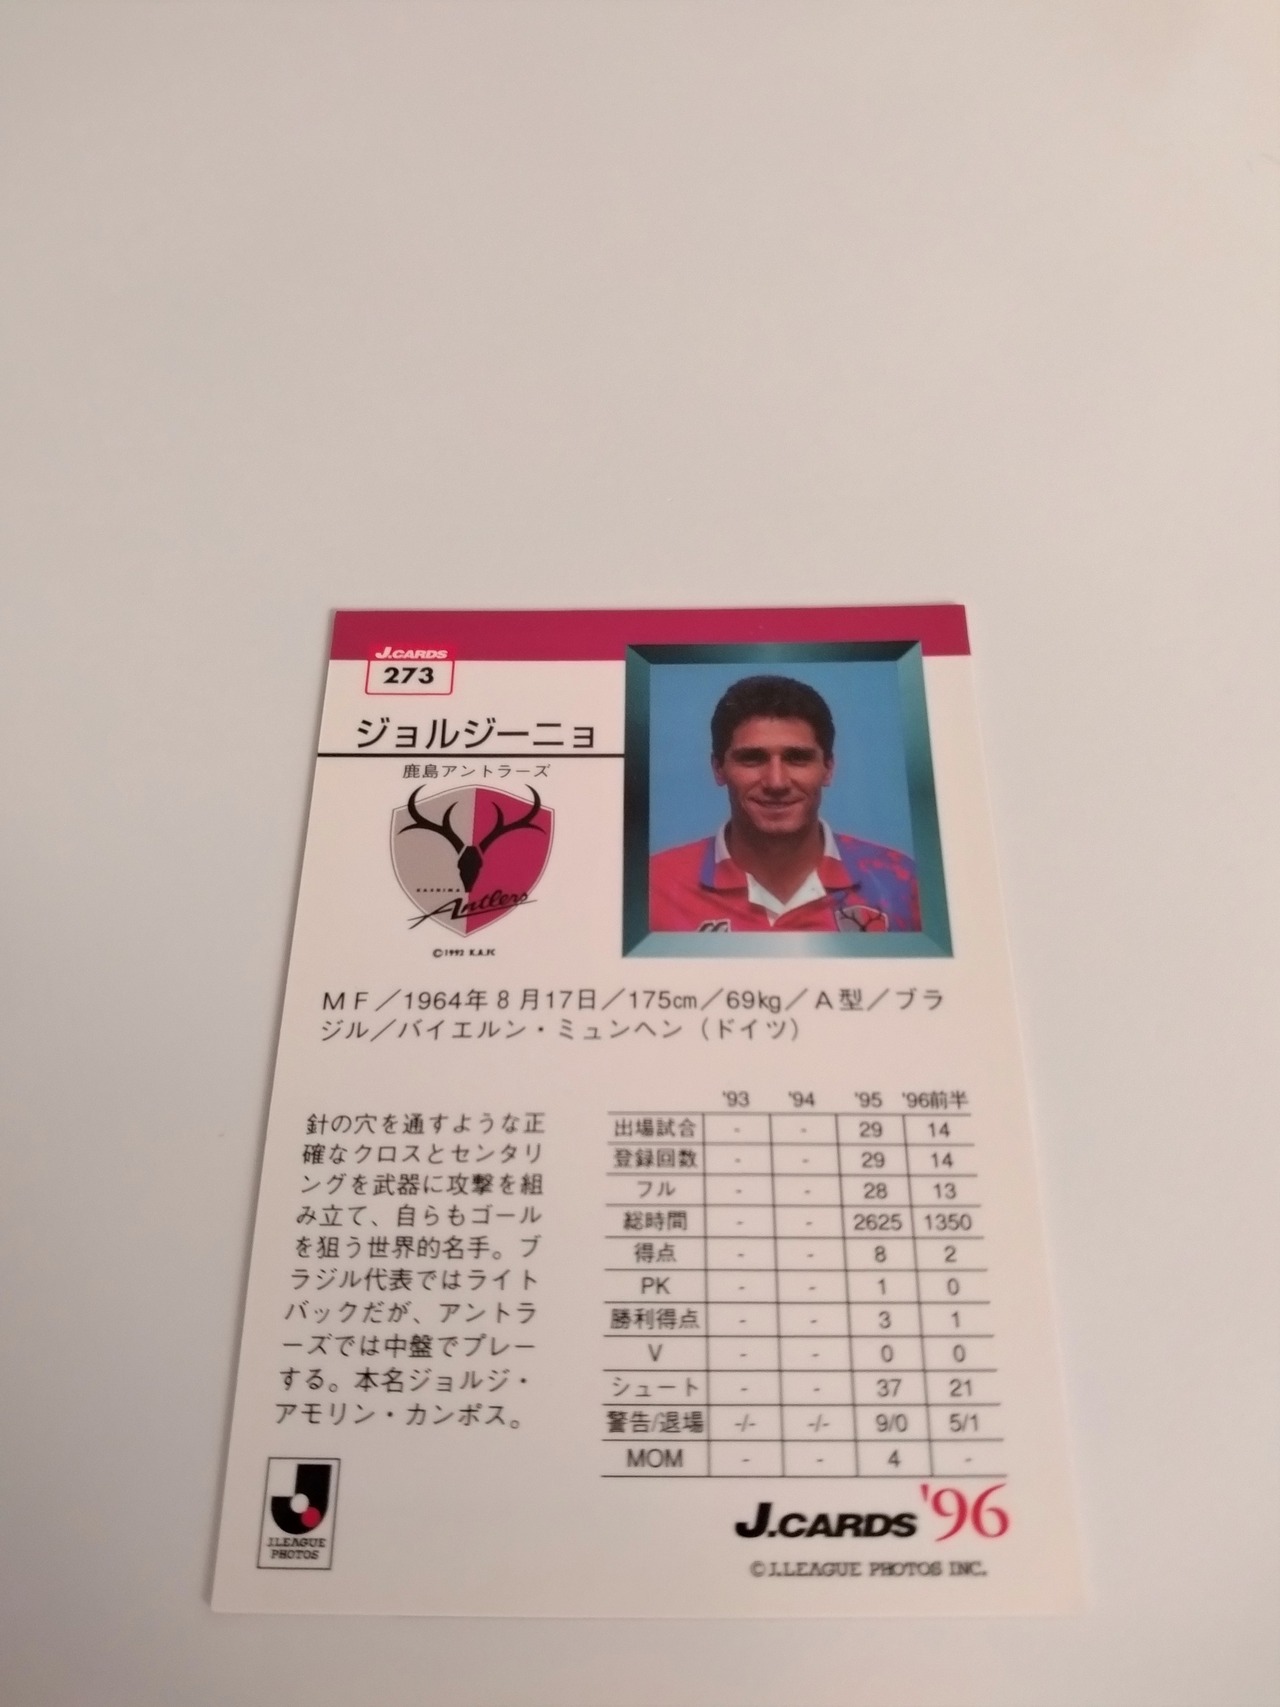 J.CARDS
273
ジョルジーニョ
鹿島アントラーズ
KASHIMA
Antlers
©1992 K.A.FC
MF／1964年8月17日／175cm／69kg／A型／ブラ
ジル／バイエルン・ミュンヘン（ドイツ）
針の穴を通すような正
確なクロスとセンタリ
ングを武器に攻撃を組
み立て、自らもゴール
を狙う世界的名手。ブ
ラジル代表ではライト
バックだが、アントラ
ーズでは中盤でプレー
する。本名ジョルジ・
アモリン・カンポス。
'93 '94 '95 '96前半
出場試合 - - 29 14
登録回数 - - 29 14
フル - - 28 13
総時間 - - 2625 1350
得点 - - 8 2
PK - - 1 0
勝利得点 - - 3 1
V - - 0 0
シュート - - 37 21
警告/退場 -/- -/- 9/0 5/1
MOM - - 4 -
J.LEAGUE
PHOTOS
J.CARDS '96
©J.LEAGUE PHOTOS INC.